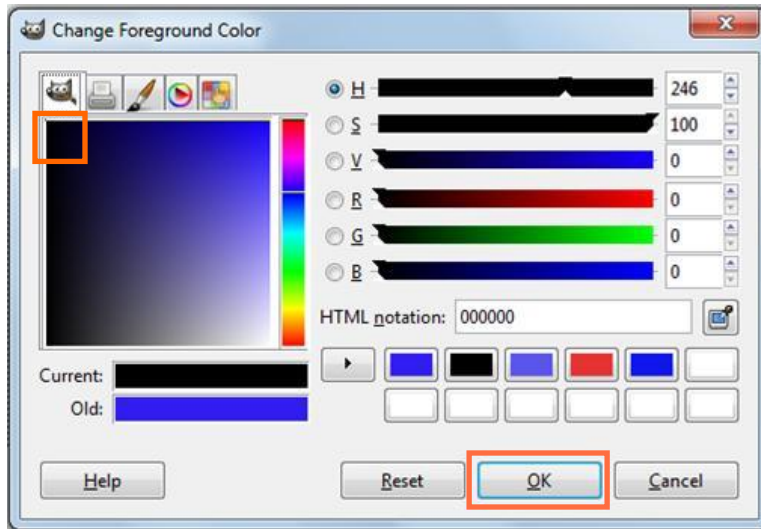 Change Foreground Color
H 246
S 100
V 0
R 0
G 0
B 0
HTML notation: 000000
Current:
Old:
Help Reset OK Cancel